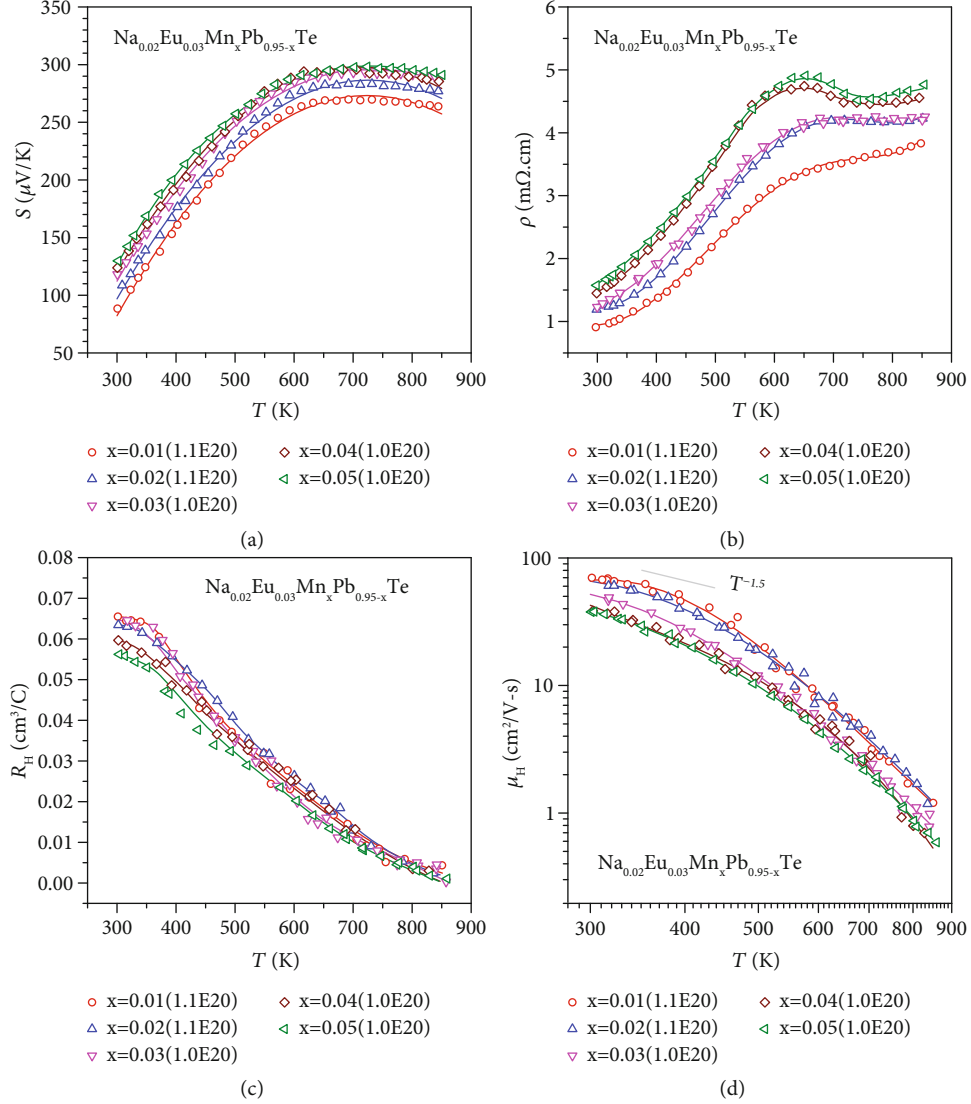 350
300
250
200
150
100
50
S (μV/K)
Na0.02Eu0.03MnxPb0.95-xTe
300 400 500 600 700 800 900
T (K)
x=0.01(1.1E20) x=0.04(1.0E20)
x=0.02(1.1E20) x=0.05(1.0E20)
x=0.03(1.0E20)
(a)
6
5
4
3
2
1
ρ (mΩ.cm)
Na0.02Eu0.03MnxPb0.95-xTe
300 400 500 600 700 800 900
T (K)
x=0.01(1.1E20) x=0.04(1.0E20)
x=0.02(1.1E20) x=0.05(1.0E20)
x=0.03(1.0E20)
(b)
0.08
0.07
0.06
0.05
0.04
0.03
0.02
0.01
0.00
RH (cm³/C)
Na0.02Eu0.03MnxPb0.95-xTe
300 400 500 600 700 800 900
T (K)
x=0.01(1.1E20) x=0.04(1.0E20)
x=0.02(1.1E20) x=0.05(1.0E20)
x=0.03(1.0E20)
(c)
100
10
1
μH (cm²/V-s)
T⁻¹·⁵
Na0.02Eu0.03MnxPb0.95-xTe
300 400 500 600 700 800 900
T (K)
x=0.01(1.1E20) x=0.04(1.0E20)
x=0.02(1.1E20) x=0.05(1.0E20)
x=0.03(1.0E20)
(d)